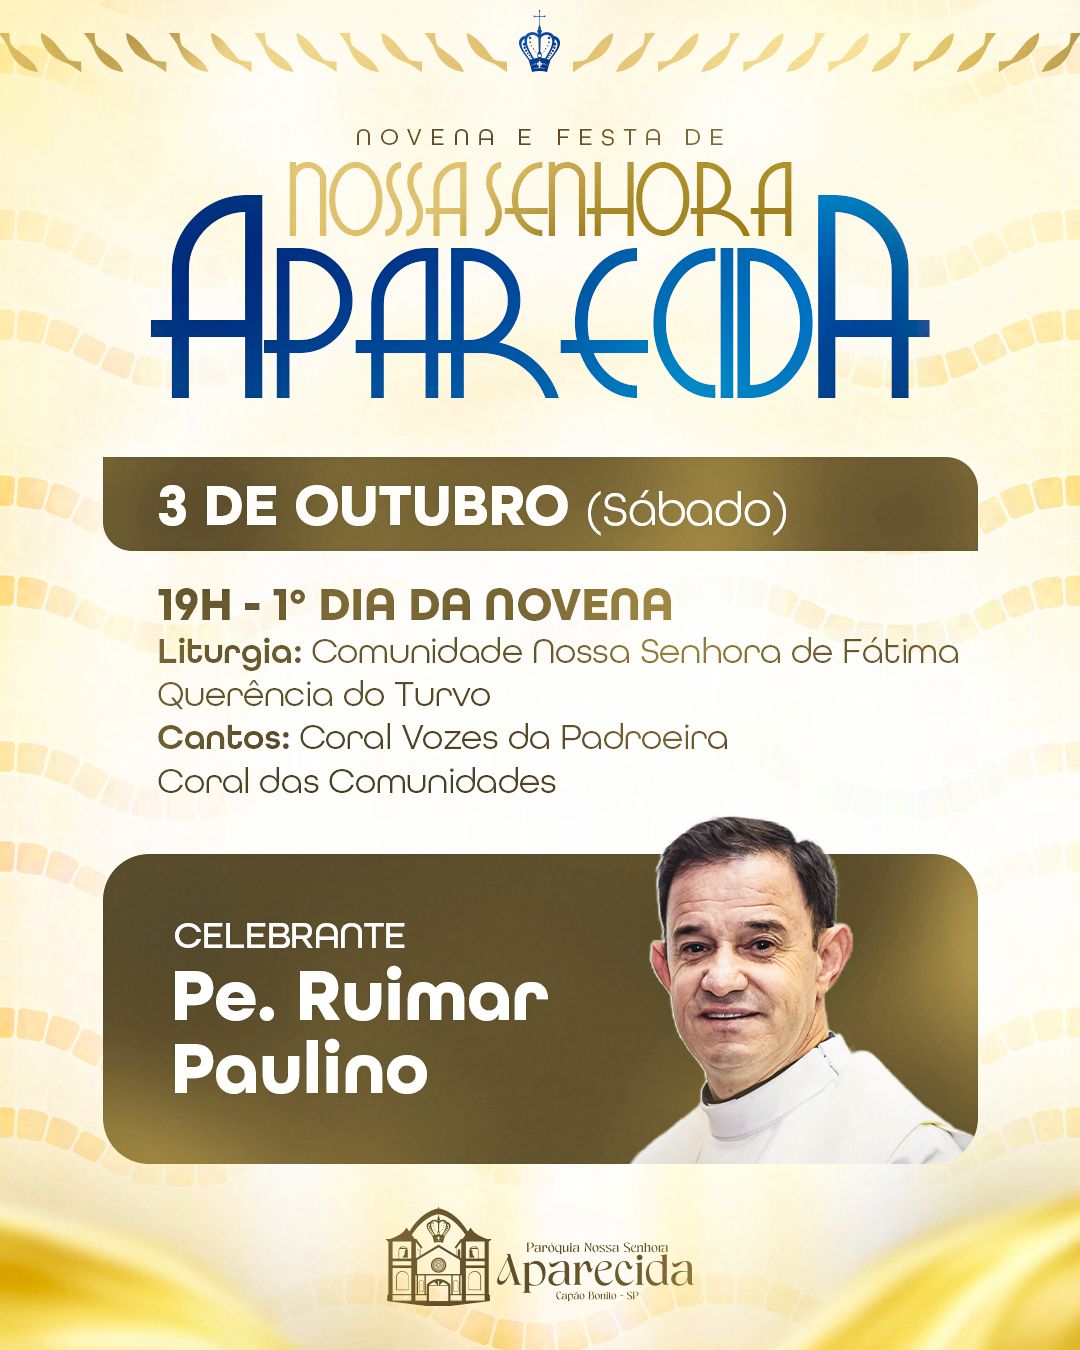 NOVENA E FESTA DE
NOSSA SENHORA
APARECIDA
3 DE OUTUBRO (Sábado)
19H - 1° DIA DA NOVENA
Liturgia: Comunidade Nossa Senhora de Fátima
Querência do Turvo
Cantos: Coral Vozes da Padroeira
Coral das Comunidades
CELEBRANTE
Pe. Ruimar
Paulino
Paróquia Nossa Senhora
Aparecida
Capão Bonito - SP